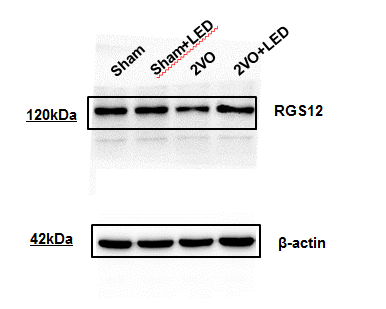 Sham Sham+LED 2VO 2VO+LED
120kDa RGS12
42kDa β-actin